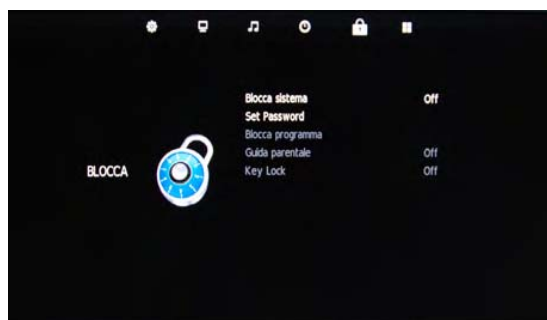 Blocca sistema Off
Set Password
Blocca programma
Guida parentale Off
BLOCCA
Key Lock Off